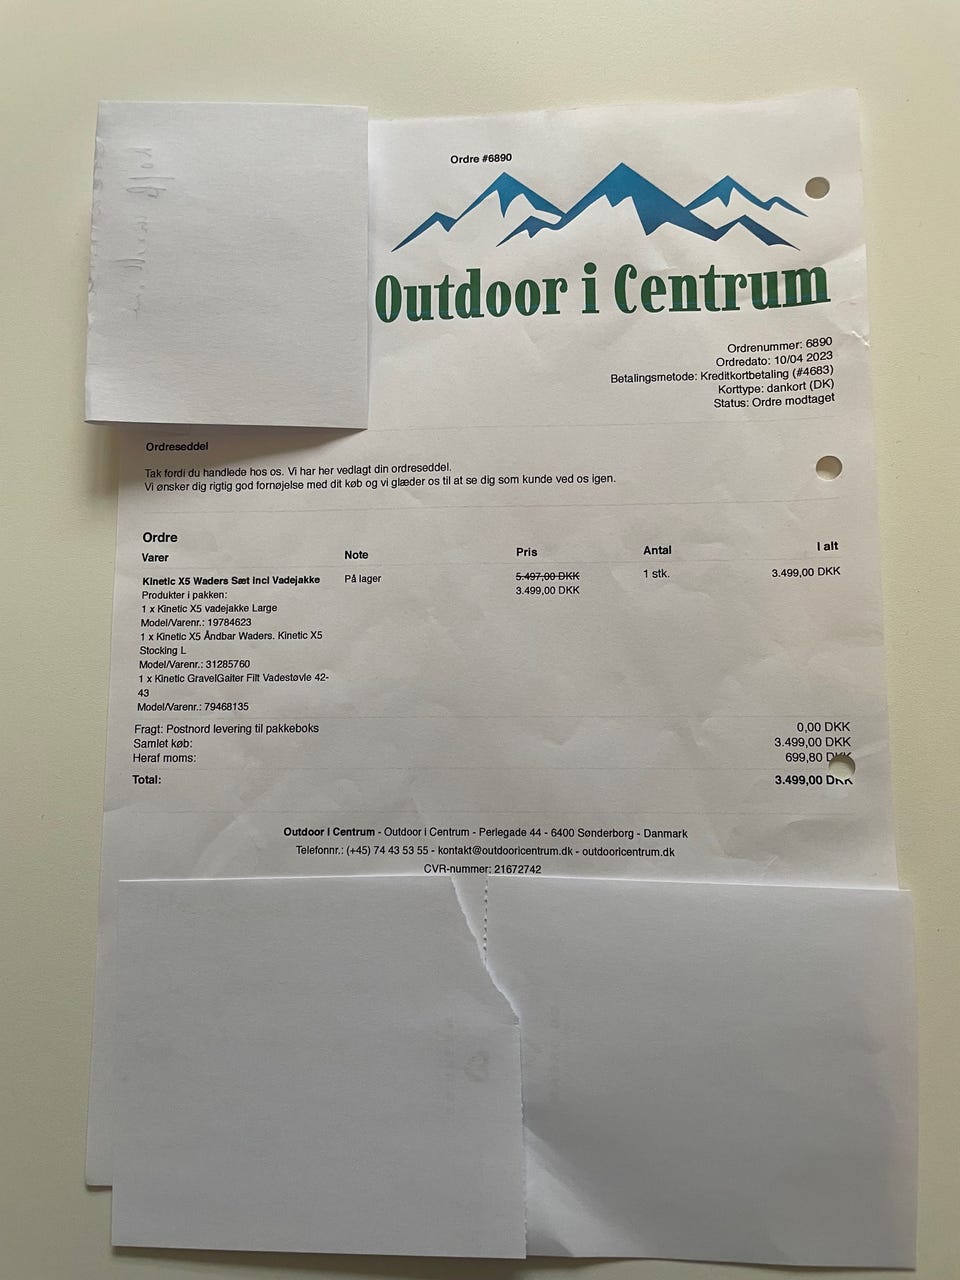 Ordre #6890
Outdoor i Centrum
Ordrenummer: 6890
Ordredato: 10/04 2023
Betalingsmetode: Kreditkortbetaling (#4683)
Korttype: dankort (DK)
Status: Ordre modtaget
Ordreseddel
Tak fordi du handlede hos os. Vi har her vedlagt din ordreseddel.
Vi ønsker dig rigtig god fornøjelse med dit køb og vi glæder os til at se dig som kunde ved os igen.
Ordre
Varer Note Pris Antal I alt
Kinetic X5 Waders Sæt incl Vadejakke På lager 5.497,00 DKK 1 stk. 3.499,00 DKK
Produkter i pakken: 3.499,00 DKK
1 x Kinetic X5 vadejakke Large
Model/Varenr.: 19784623
1 x Kinetic X5 Åndbar Waders. Kinetic X5
Stocking L
Model/Varenr.: 31285760
1 x Kinetic GravelGaiter Filt Vadestøvle 42-
43
Model/Varenr.: 79468135
Fragt: Postnord levering til pakkeboks 0,00 DKK
Samlet køb: 3.499,00 DKK
Heraf moms: 699,80 DKK
Total: 3.499,00 DKK
Outdoor i Centrum - Outdoor i Centrum - Perlegade 44 - 6400 Sønderborg - Danmark
Telefonnr.: (+45) 74 43 53 55 - kontakt@outdooricentrum.dk - outdooricentrum.dk
CVR-nummer: 21672742